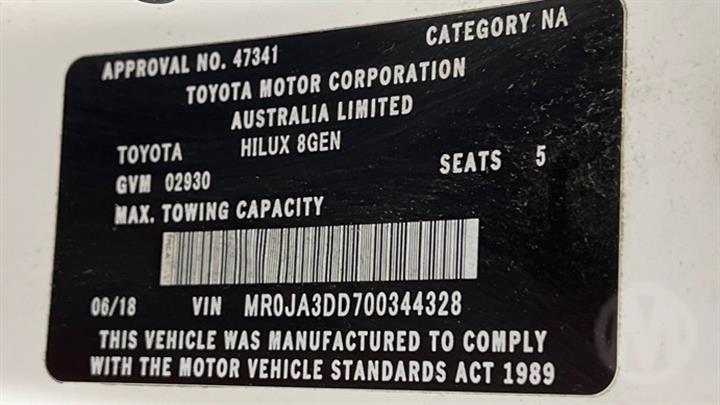 APPROVAL NO. 47341 CATEGORY NA
TOYOTA MOTOR CORPORATION
AUSTRALIA LIMITED
TOYOTA HILUX 8GEN
GVM 02930 SEATS 5
MAX. TOWING CAPACITY
06/18 VIN MR0JA3DD700344328
THIS VEHICLE WAS MANUFACTURED TO COMPLY
WITH THE MOTOR VEHICLE STANDARDS ACT 1989